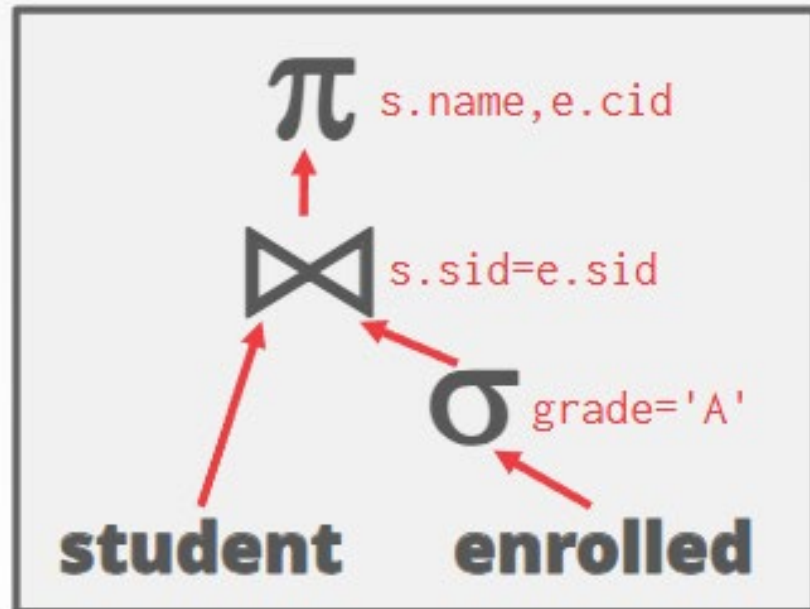 π s.name,e.cid
⋈ s.sid=e.sid
σ grade='A'
student enrolled